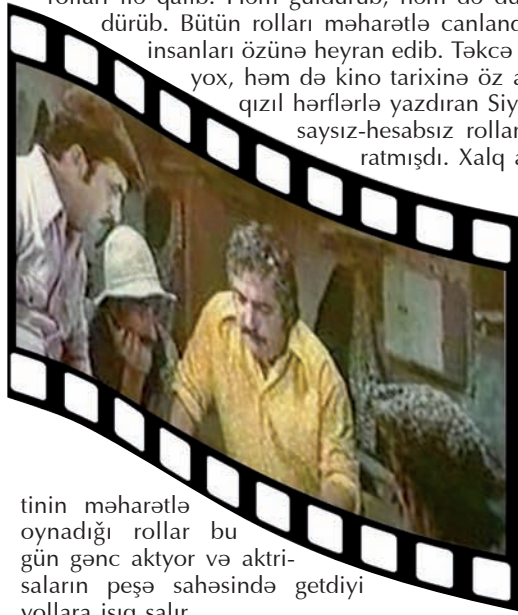 rolları ilə qalıb. Həm güldürüb, həm də dü
dürüb. Bütün rolları məharətlə canland
insanları özünə heyran edib. Təkcə
yox, həm də kino tarixinə öz a
qızıl hərflərlə yazdıran Siy
saysız-hesabsız rollar
ratmışdı. Xalq a
tinin məharətlə
oynadığı rollar bu
gün gənc aktyor və aktri-
saların peşə sahəsində getdiyi
yollara işıq salır